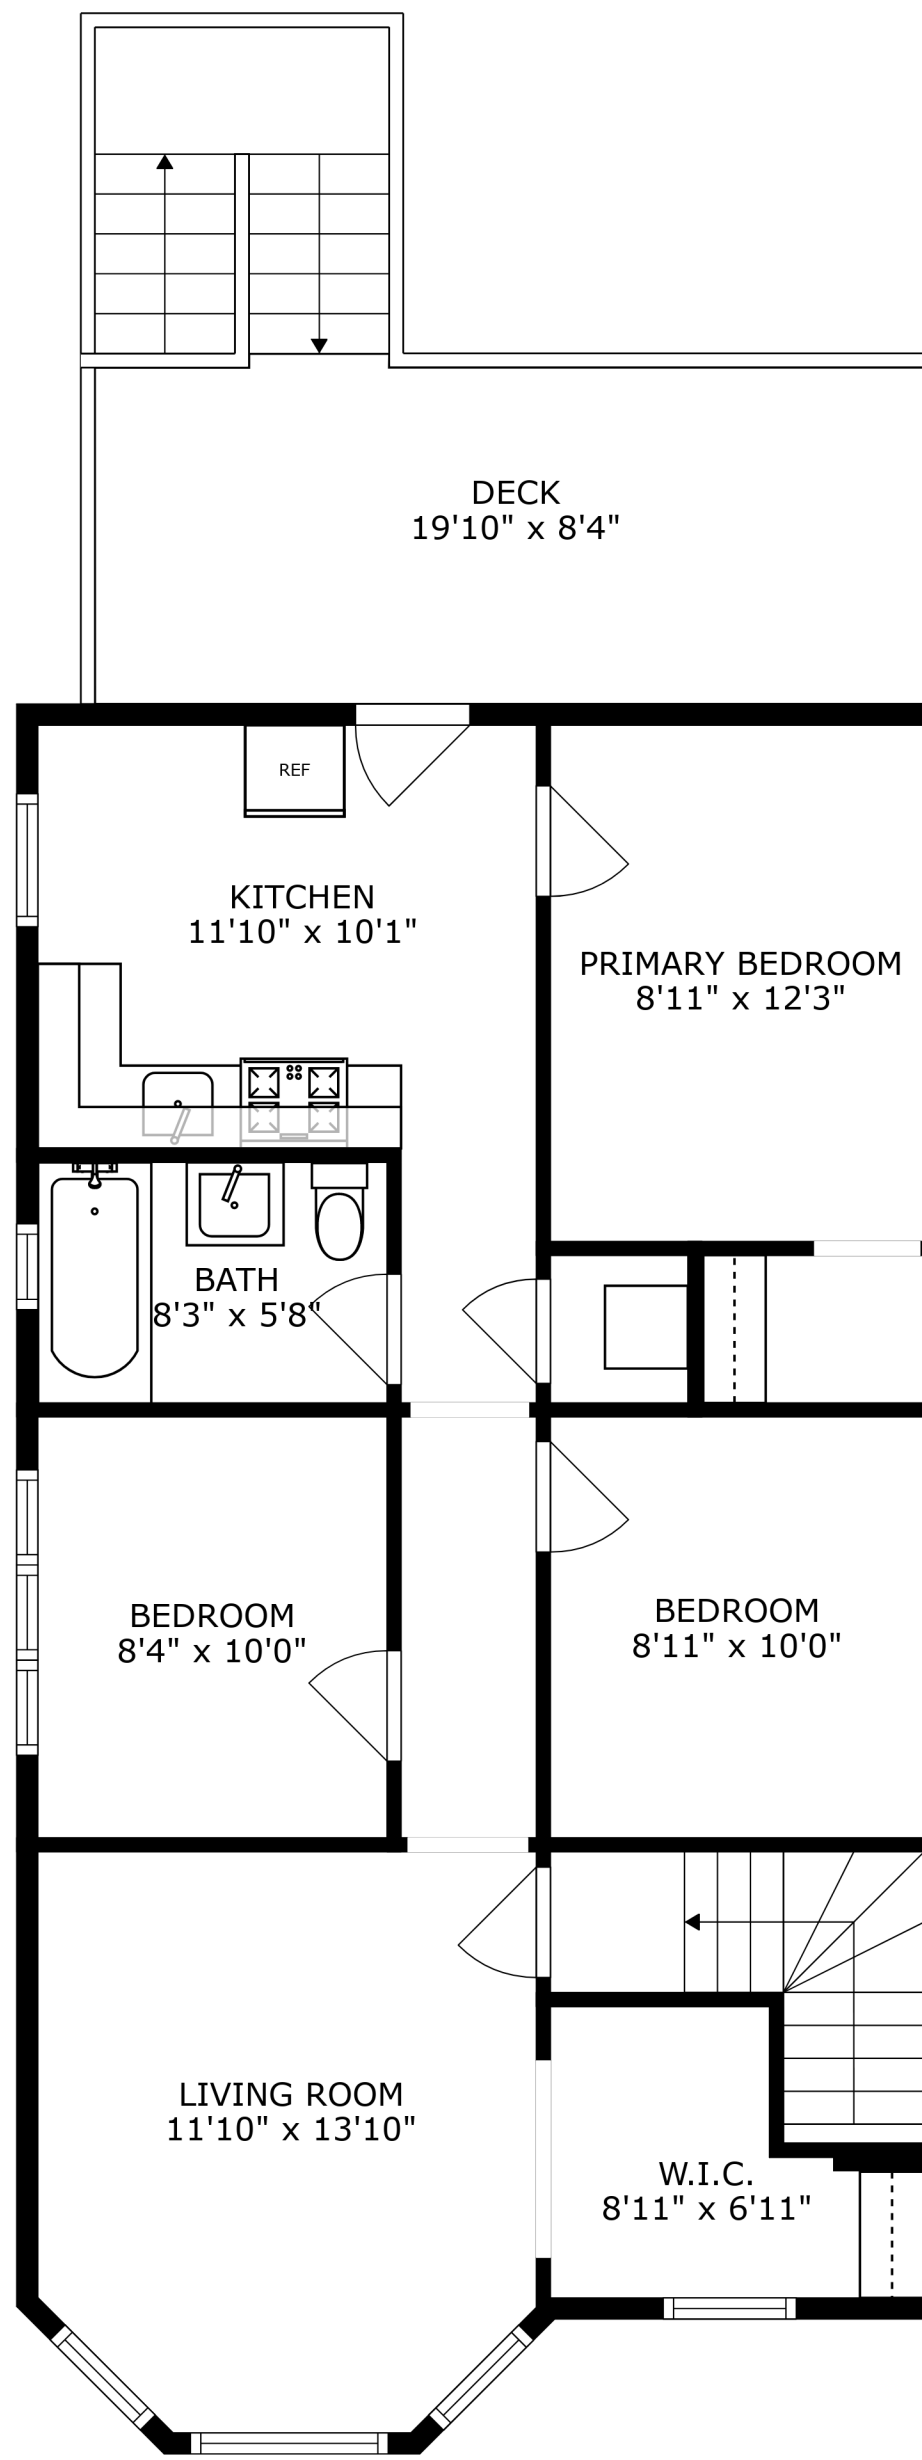 DECK
19'10" x 8'4"
REF
KITCHEN
11'10" x 10'1"
PRIMARY BEDROOM
8'11" x 12'3"
BATH
8'3" x 5'8"
BEDROOM
8'4" x 10'0"
BEDROOM
8'11" x 10'0"
LIVING ROOM
11'10" x 13'10"
W.I.C.
8'11" x 6'11"